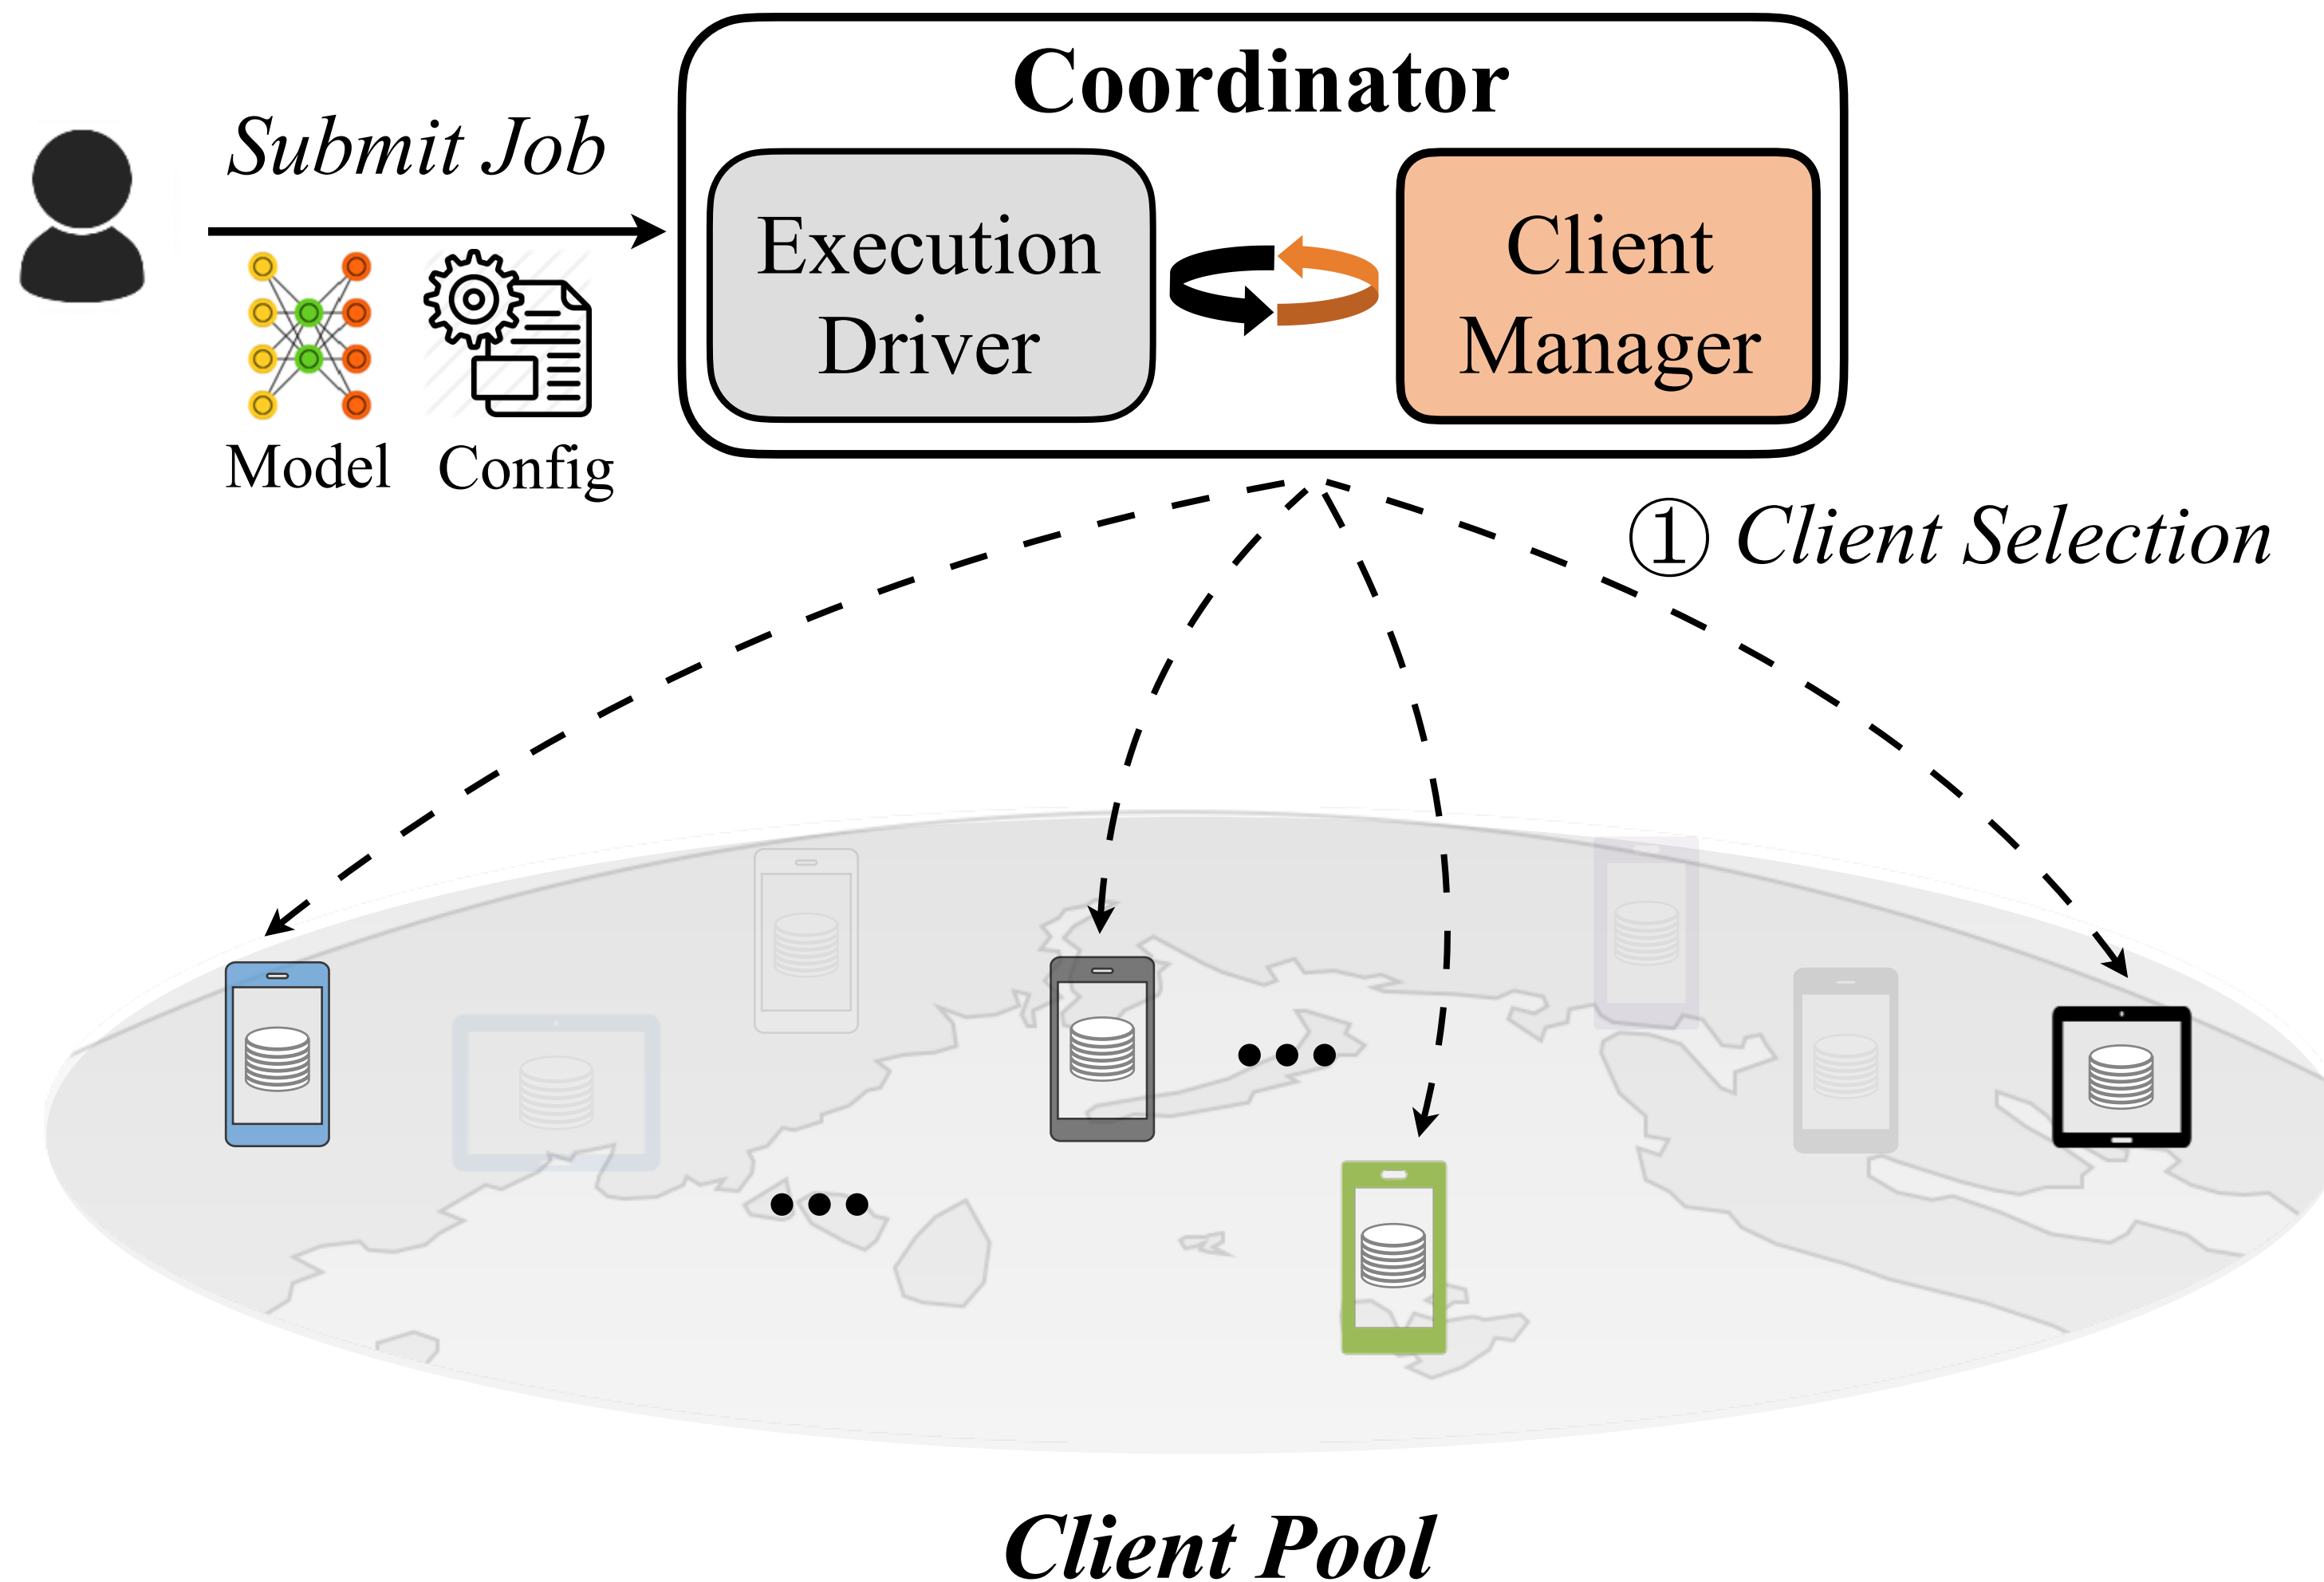 Coordinator
Submit Job
Execution
Driver
Client
Manager
Model
Config
① Client Selection
Client Pool